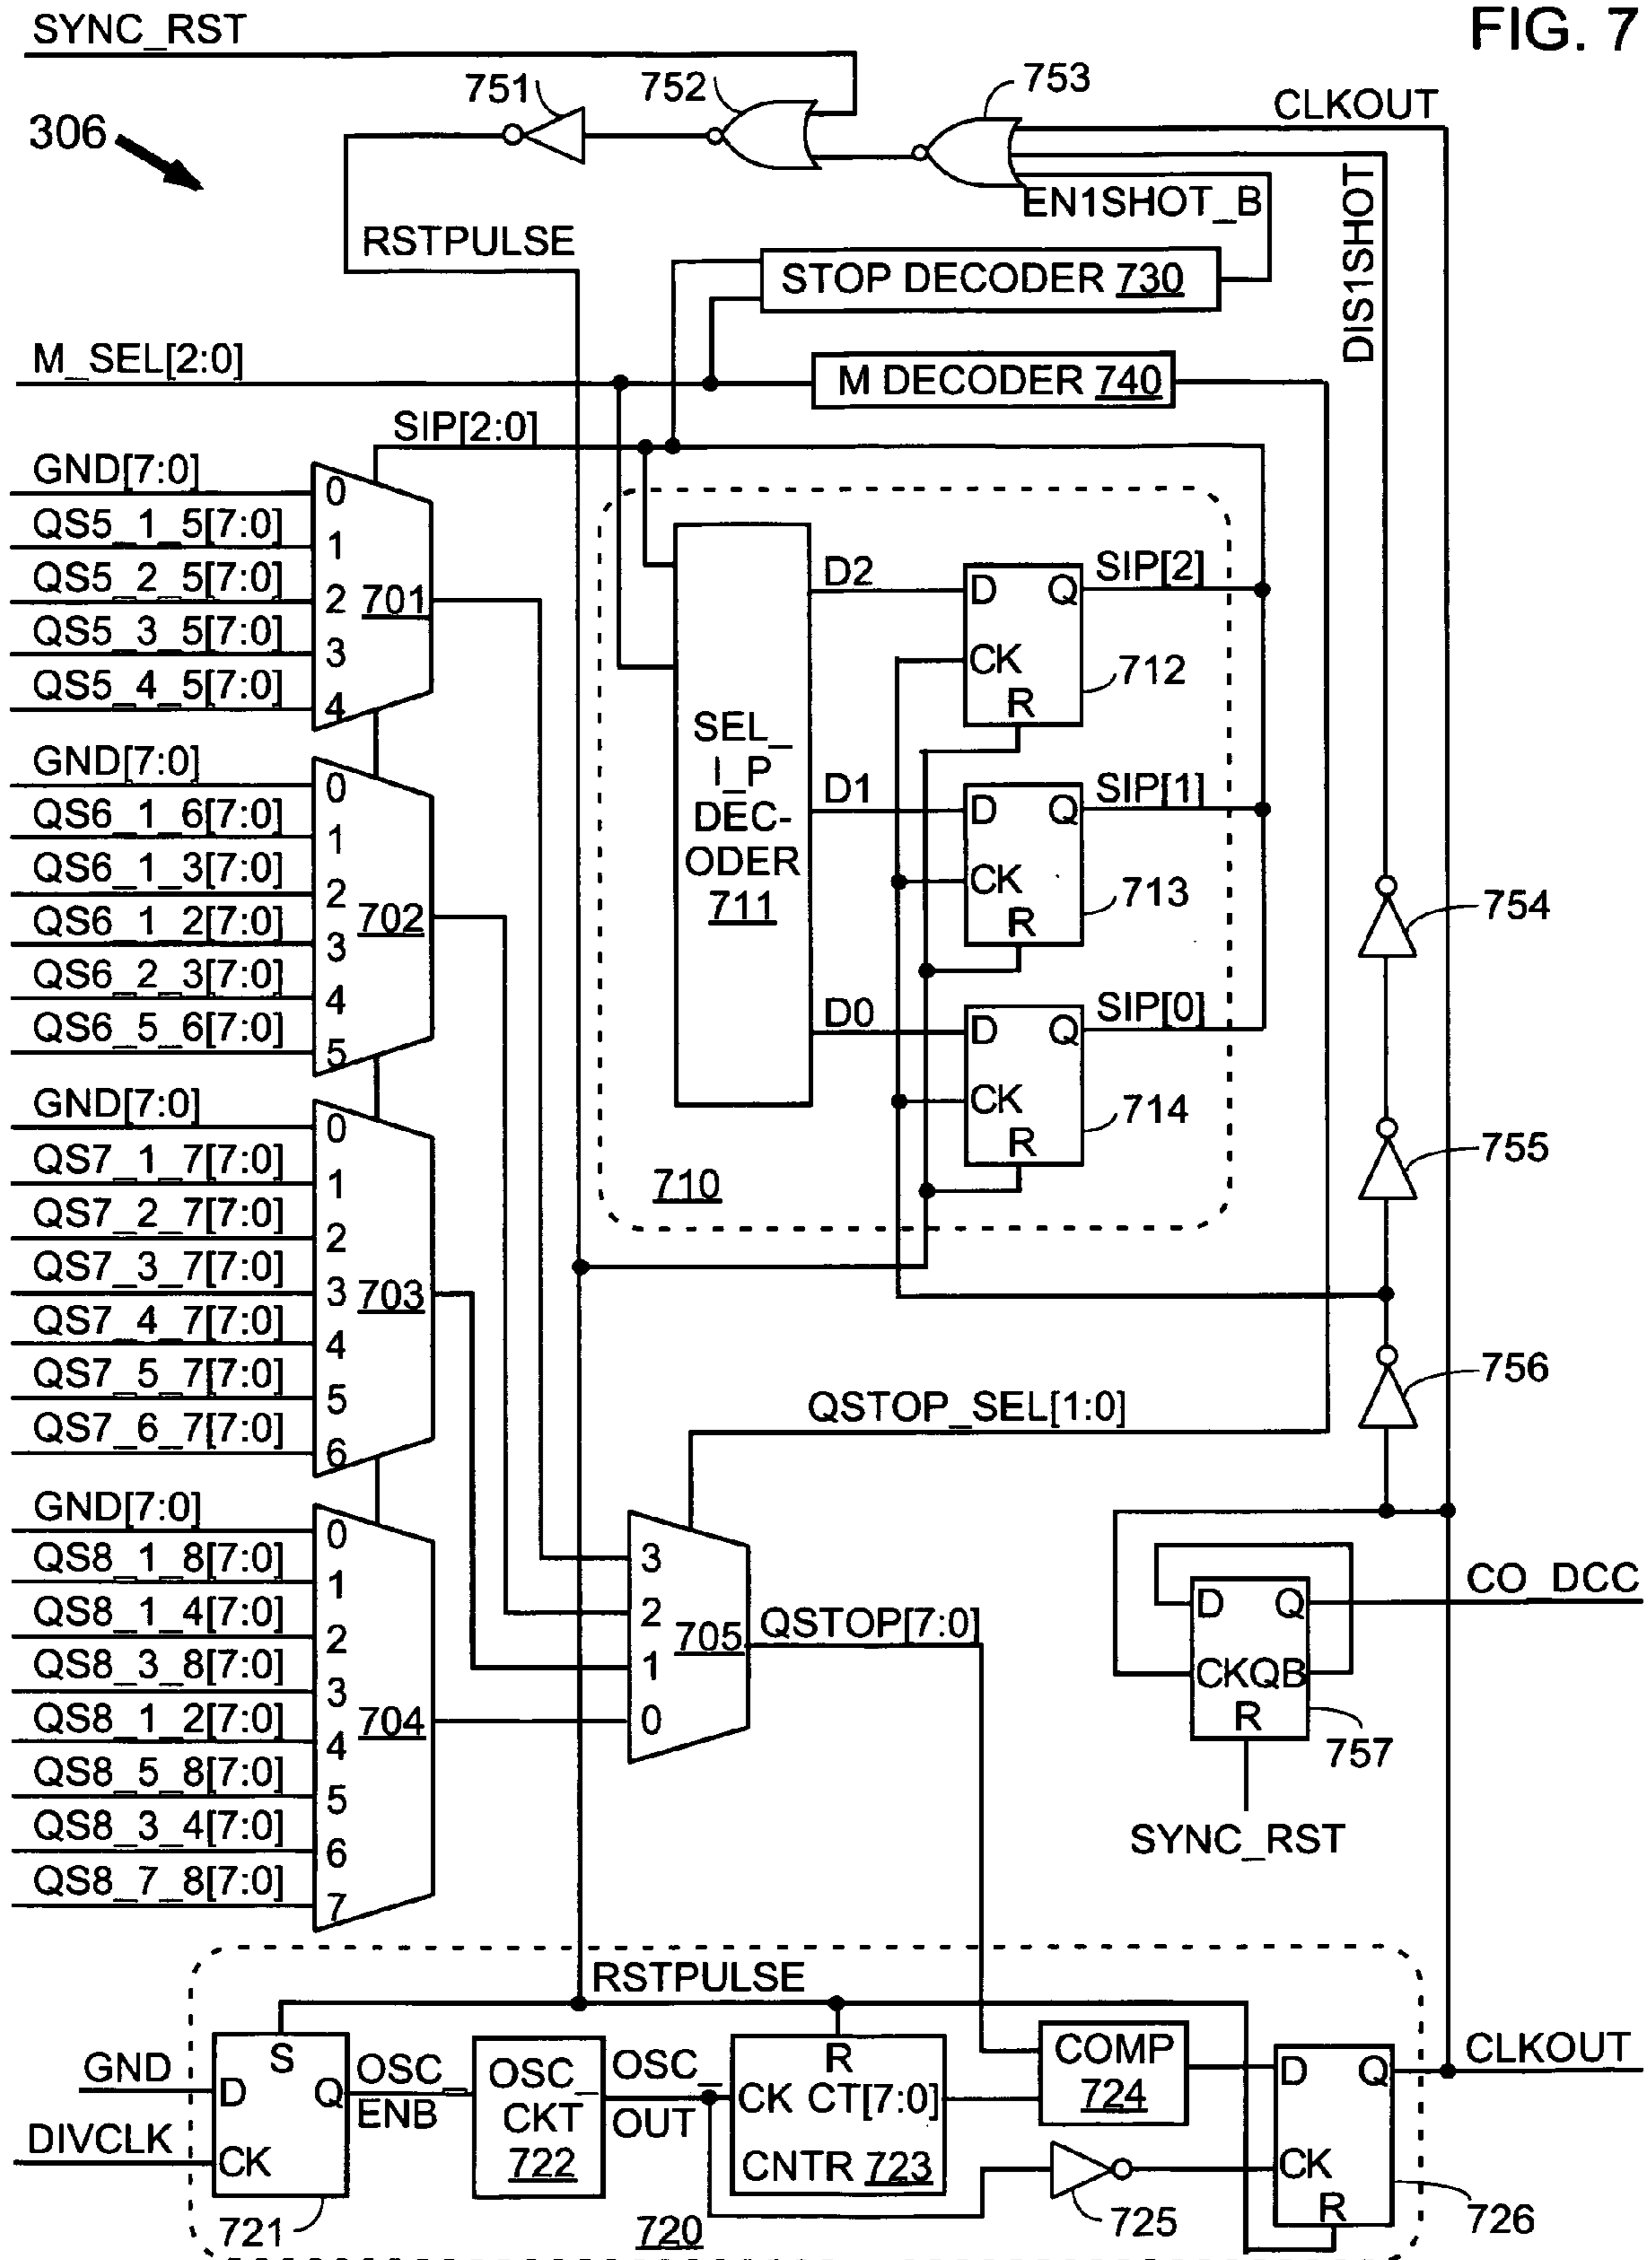 FIG. 7
SYNC_RST
751
752
753
CLKOUT
306
DIS1SHOT
EN1SHOT_B
RSTPULSE
STOP DECODER 730
M_SEL[2:0]
M DECODER 740
SIP[2:0]
GND[7:0]
QS5_1_5[7:0]
QS5_2_5[7:0]
QS5_3_5[7:0]
QS5_4_5[7:0]
0
1
2
3
4
701
GND[7:0]
QS6_1_6[7:0]
QS6_1_3[7:0]
QS6_1_2[7:0]
QS6_2_3[7:0]
QS6_5_6[7:0]
0
1
2
3
4
5
702
GND[7:0]
QS7_1_7[7:0]
QS7_2_7[7:0]
QS7_3_7[7:0]
QS7_4_7[7:0]
QS7_5_7[7:0]
QS7_6_7[7:0]
0
1
2
3
4
5
6
703
GND[7:0]
QS8_1_8[7:0]
QS8_1_4[7:0]
QS8_3_8[7:0]
QS8_1_2[7:0]
QS8_5_8[7:0]
QS8_3_4[7:0]
QS8_7_8[7:0]
0
1
2
3
4
5
6
7
704
SEL_
I_P
DEC-
ODER
711
D2
D Q
CK
R
SIP[2]
712
D1
D Q
CK
R
SIP[1]
713
D0
D Q
CK
R
SIP[0]
714
710
754
755
756
QSTOP_SEL[1:0]
3
2
1
0
705
QSTOP[7:0]
D Q
CKQB
R
CO_DCC
757
SYNC_RST
RSTPULSE
GND
DIVCLK
S
D Q
CK
721
OSC_
ENB
OSC_
CKT
722
OSC_
OUT
R
CK CT[7:0]
CNTR 723
COMP
724
725
D Q
CK
R
CLKOUT
726
720